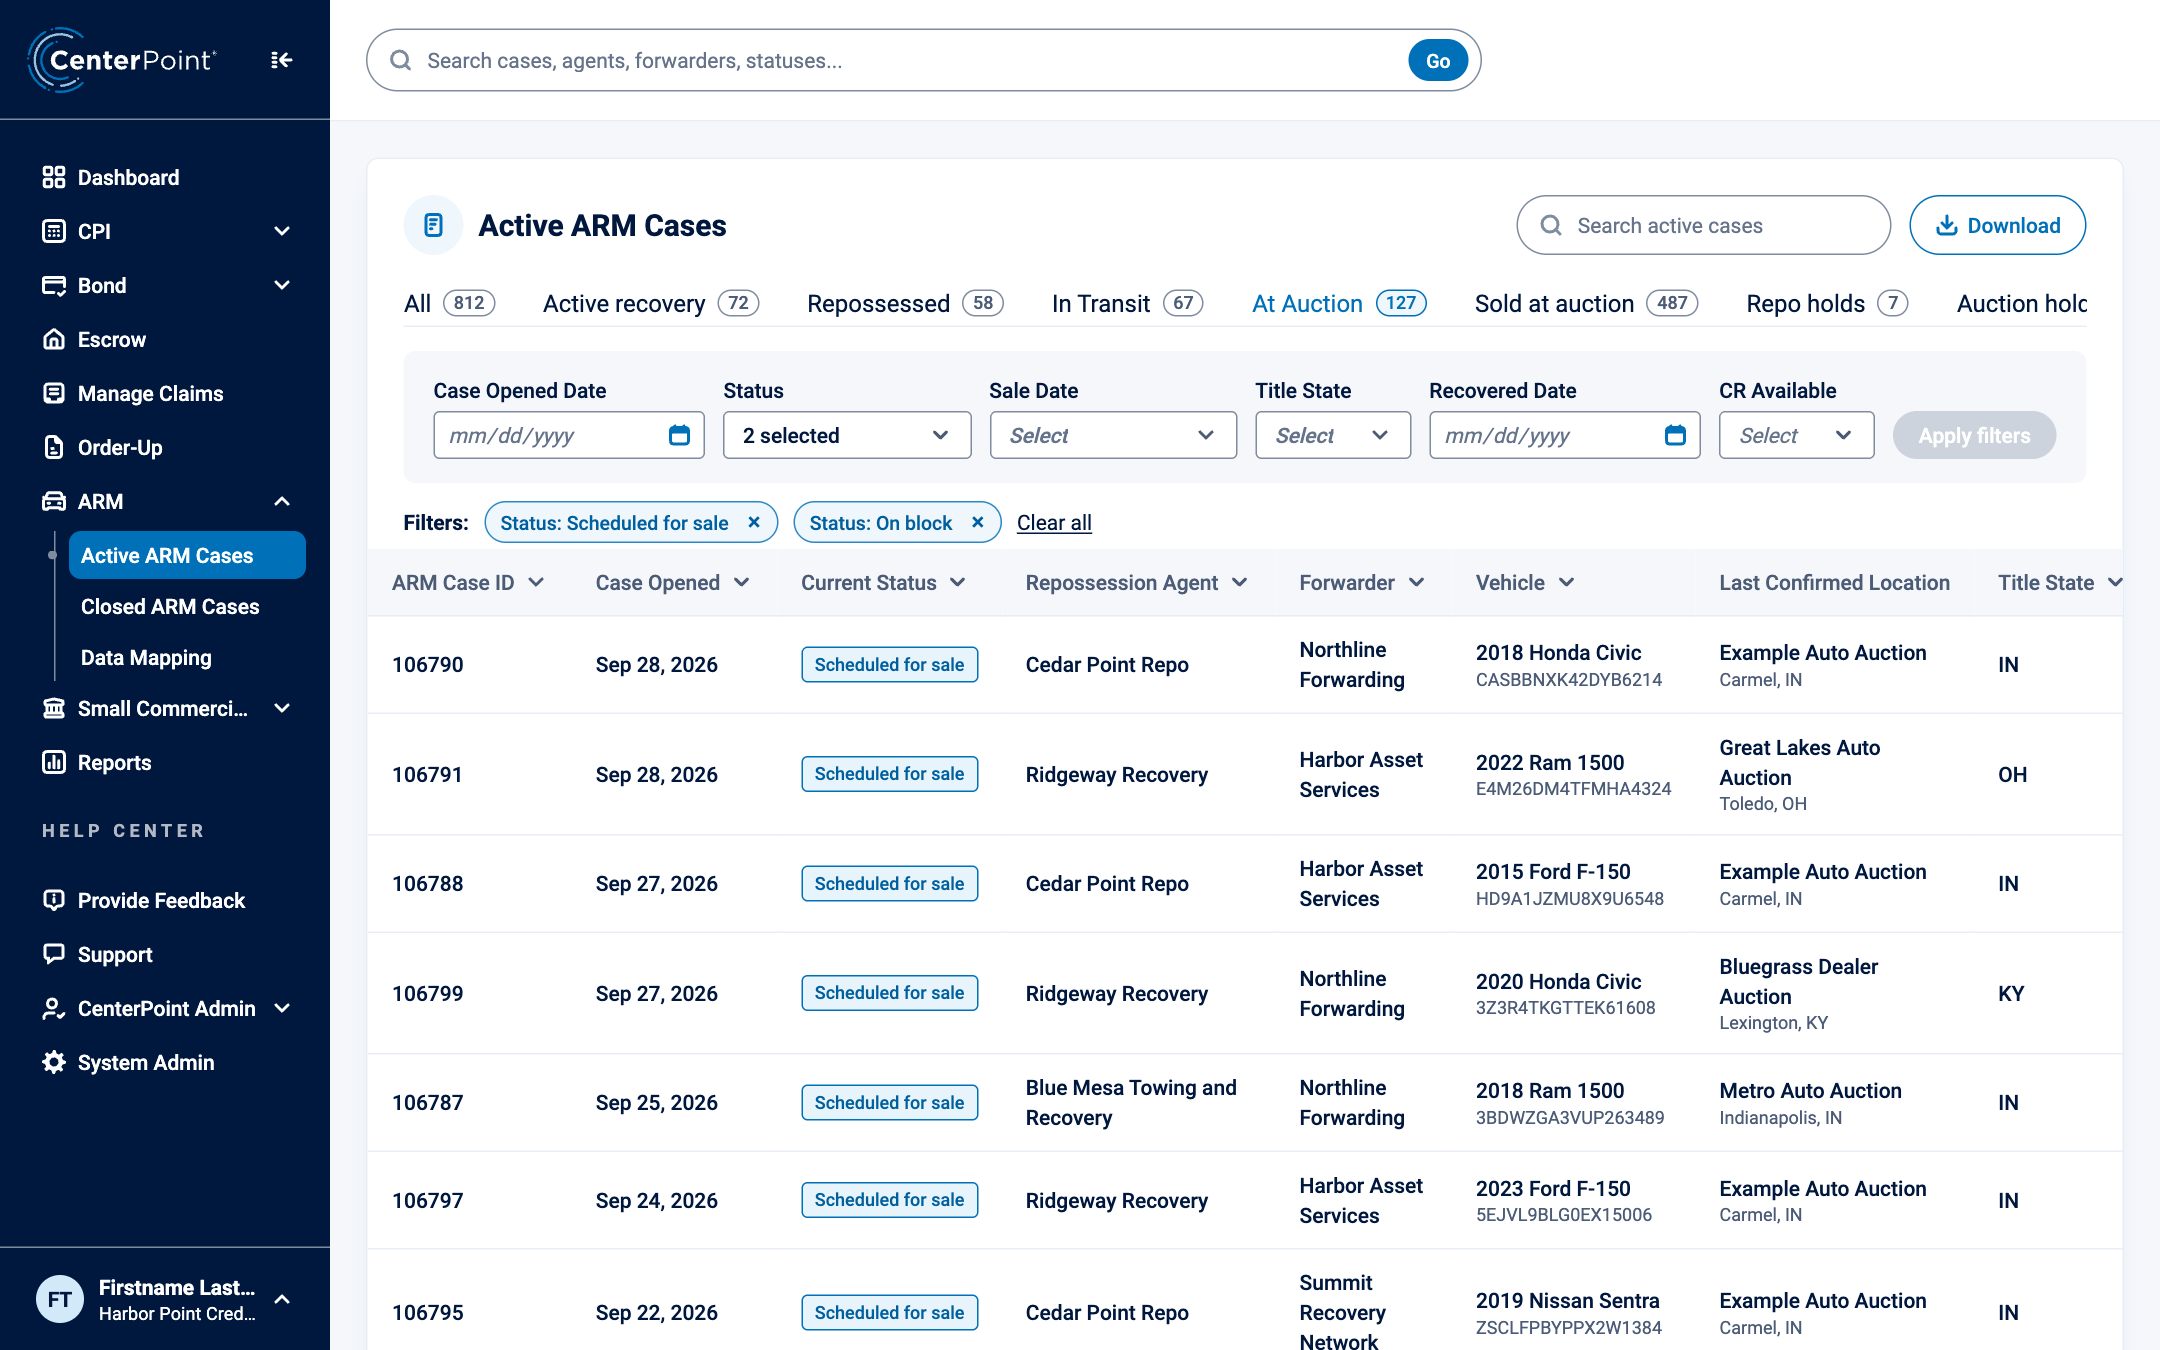 CenterPoint
Search cases, agents, forwarders, statuses...
Go
Dashboard
CPI
Bond
Escrow
Manage Claims
Order-Up
ARM
Active ARM Cases
Closed ARM Cases
Data Mapping
Small Commerci...
Reports
HELP CENTER
Provide Feedback
Support
CenterPoint Admin
System Admin
FT
Firstname Last...
Harbor Point Cred...
Active ARM Cases
Search active cases
Download
All 812 Active recovery 72 Repossessed 58 In Transit 67 At Auction 127 Sold at auction 487 Repo holds 7 Auction hold
Case Opened Date Status Sale Date Title State Recovered Date CR Available
mm/dd/yyyy 2 selected Select Select mm/dd/yyyy Select Apply filters
Filters: Status: Scheduled for sale Status: On block Clear all
ARM Case ID Case Opened Current Status Repossession Agent Forwarder Vehicle Last Confirmed Location Title State
106790 Sep 28, 2026 Scheduled for sale Cedar Point Repo Northline Forwarding 2018 Honda Civic CASBBNXK42DYB6214 Example Auto Auction Carmel, IN IN
106791 Sep 28, 2026 Scheduled for sale Ridgeway Recovery Harbor Asset Services 2022 Ram 1500 E4M26DM4TFMHA4324 Great Lakes Auto Auction Toledo, OH OH
106788 Sep 27, 2026 Scheduled for sale Cedar Point Repo Harbor Asset Services 2015 Ford F-150 HD9A1JZMU8X9U6548 Example Auto Auction Carmel, IN IN
106799 Sep 27, 2026 Scheduled for sale Ridgeway Recovery Northline Forwarding 2020 Honda Civic 3Z3R4TKGTTEK61608 Bluegrass Dealer Auction Lexington, KY KY
106787 Sep 25, 2026 Scheduled for sale Blue Mesa Towing and Recovery Northline Forwarding 2018 Ram 1500 3BDWZGA3VUP263489 Metro Auto Auction Indianapolis, IN IN
106797 Sep 24, 2026 Scheduled for sale Ridgeway Recovery Harbor Asset Services 2023 Ford F-150 5EJVL9BLG0EX15006 Example Auto Auction Carmel, IN IN
106795 Sep 22, 2026 Scheduled for sale Cedar Point Repo Summit Recovery Network 2019 Nissan Sentra ZSCLFPBYPPX2W1384 Example Auto Auction Carmel, IN IN